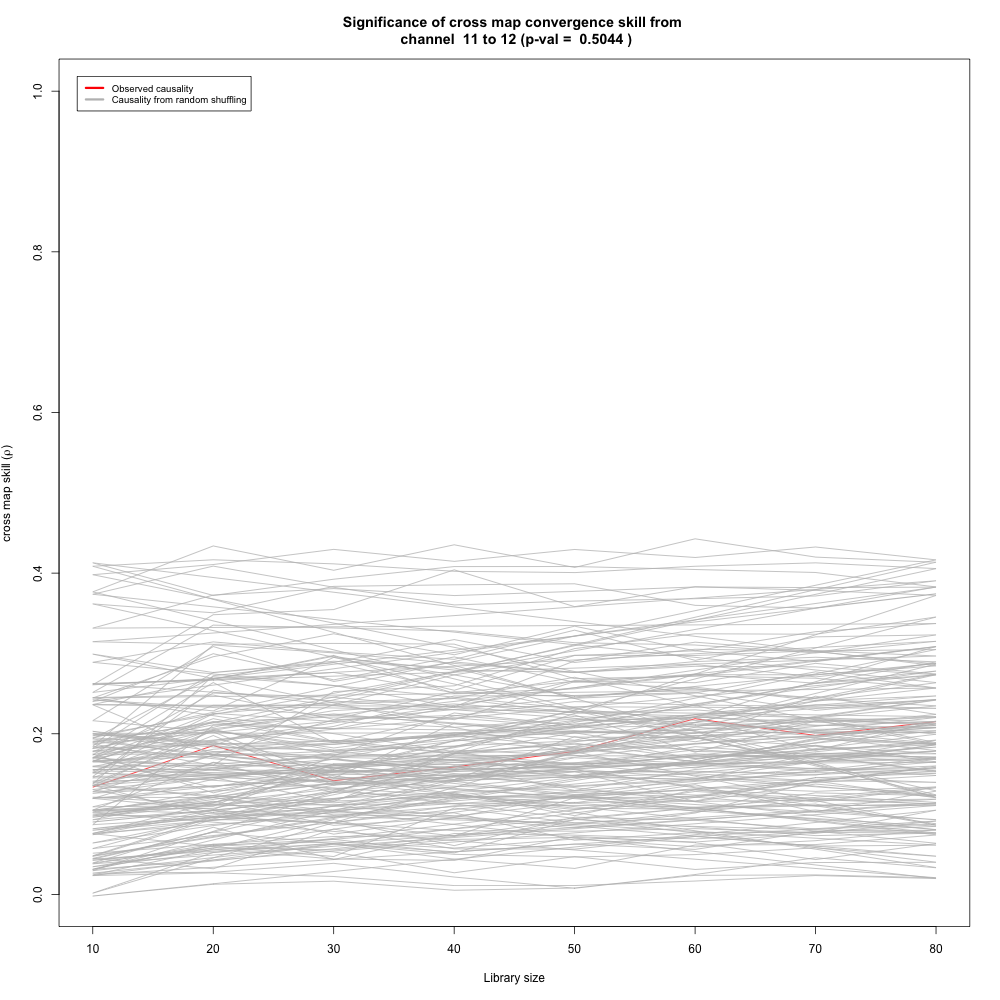 Significance of cross map convergence skill from
channel  11 to 12 (p-val =  0.5044 )
Observed causality
Causality from random shuffling
cross map skill (ρ)
1.0
0.8
0.6
0.4
0.2
0.0
10 20 30 40 50 60 70 80
Library size